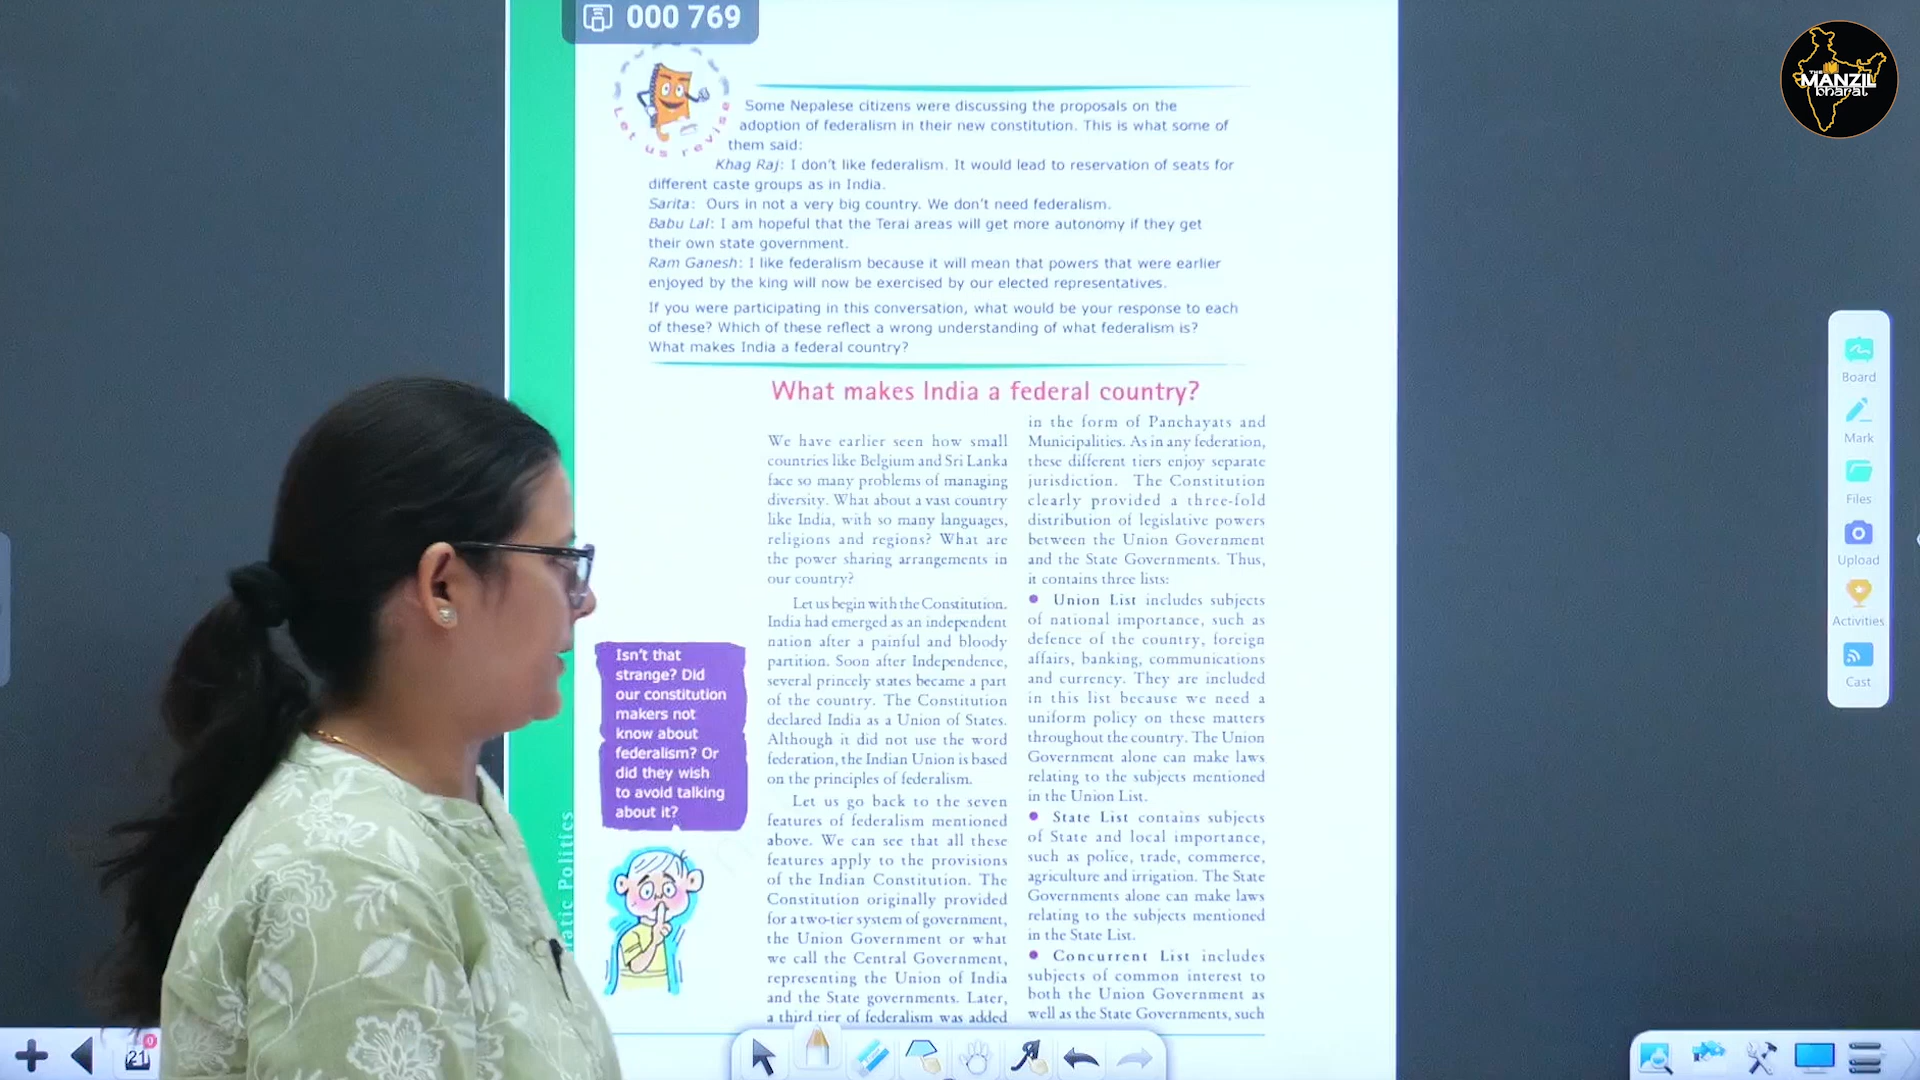 000 769
THE
MANZIL
bharat
Let us revise
Some Nepalese citizens were discussing the proposals on the
adoption of federalism in their new constitution. This is what some of
them said:
Khag Raj: I don't like federalism. It would lead to reservation of seats for
different caste groups as in India.
Sarita: Ours in not a very big country. We don't need federalism.
Babu Lal: I am hopeful that the Terai areas will get more autonomy if they get
their own state government.
Ram Ganesh: I like federalism because it will mean that powers that were earlier
enjoyed by the king will now be exercised by our elected representatives.
If you were participating in this conversation, what would be your response to each
of these? Which of these reflect a wrong understanding of what federalism is?
What makes India a federal country?
What makes India a federal country?
We have earlier seen how small
countries like Belgium and Sri Lanka
face so many problems of managing
diversity. What about a vast country
like India, with so many languages,
religions and regions? What are
the power sharing arrangements in
our country?
Let us begin with the Constitution.
India had emerged as an independent
nation after a painful and bloody
partition. Soon after Independence,
several princely states became a part
of the country. The Constitution
declared India as a Union of States.
Although it did not use the word
federation, the Indian Union is based
on the principles of federalism.
Let us go back to the seven
features of federalism mentioned
above. We can see that all these
features apply to the provisions
of the Indian Constitution. The
Constitution originally provided
for a two-tier system of government,
the Union Government or what
we call the Central Government,
representing the Union of India
and the State governments. Later,
a third tier of federalism was added
in the form of Panchayats and
Municipalities. As in any federation,
these different tiers enjoy separate
jurisdiction. The Constitution
clearly provided a three-fold
distribution of legislative powers
between the Union Government
and the State Governments. Thus,
it contains three lists:
● Union List includes subjects
of national importance, such as
defence of the country, foreign
affairs, banking, communications
and currency. They are included
in this list because we need a
uniform policy on these matters
throughout the country. The Union
Government alone can make laws
relating to the subjects mentioned
in the Union List.
● State List contains subjects
of State and local importance,
such as police, trade, commerce,
agriculture and irrigation. The State
Governments alone can make laws
relating to the subjects mentioned
in the State List.
● Concurrent List includes
subjects of common interest to
both the Union Government as
well as the State Governments, such
Isn't that
strange? Did
our constitution
makers not
know about
federalism? Or
did they wish
to avoid talking
about it?
Politics
Board
Mark
Files
Upload
Activities
Cast
21